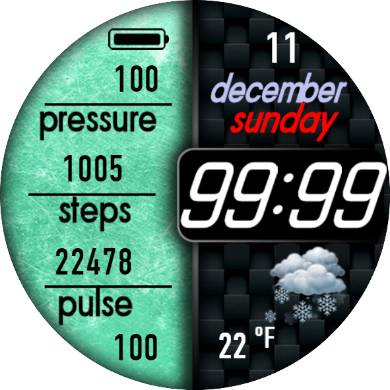 100
pressure
1005
steps
22478
pulse
100
11
december
sunday
99:99
22 °F